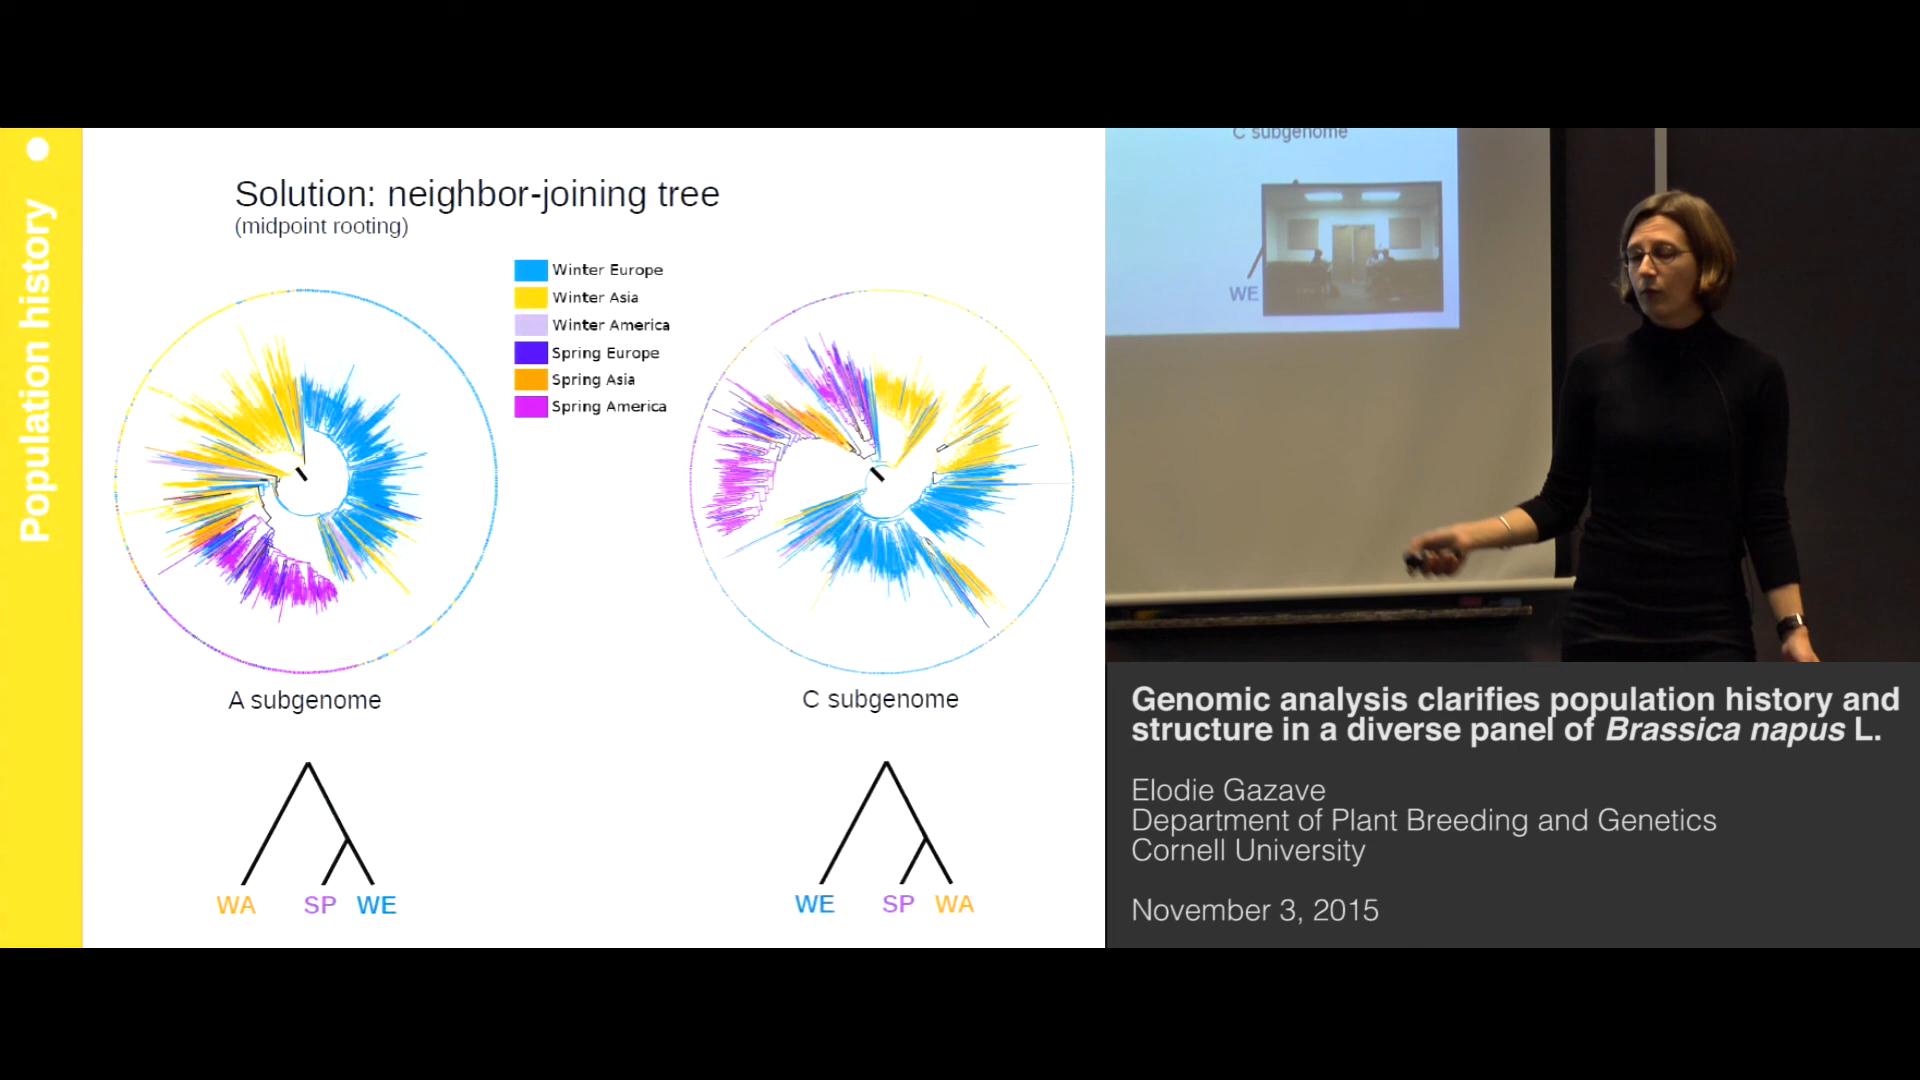 Population history
Solution: neighbor-joining tree
(midpoint rooting)
Winter Europe
Winter Asia
Winter America
Spring Europe
Spring Asia
Spring America
A subgenome
C subgenome
WA SP WE
WE SP WA
C subgenome
WE
Genomic analysis clarifies population history and
structure in a diverse panel of Brassica napus L.
Elodie Gazave
Department of Plant Breeding and Genetics
Cornell University
November 3, 2015